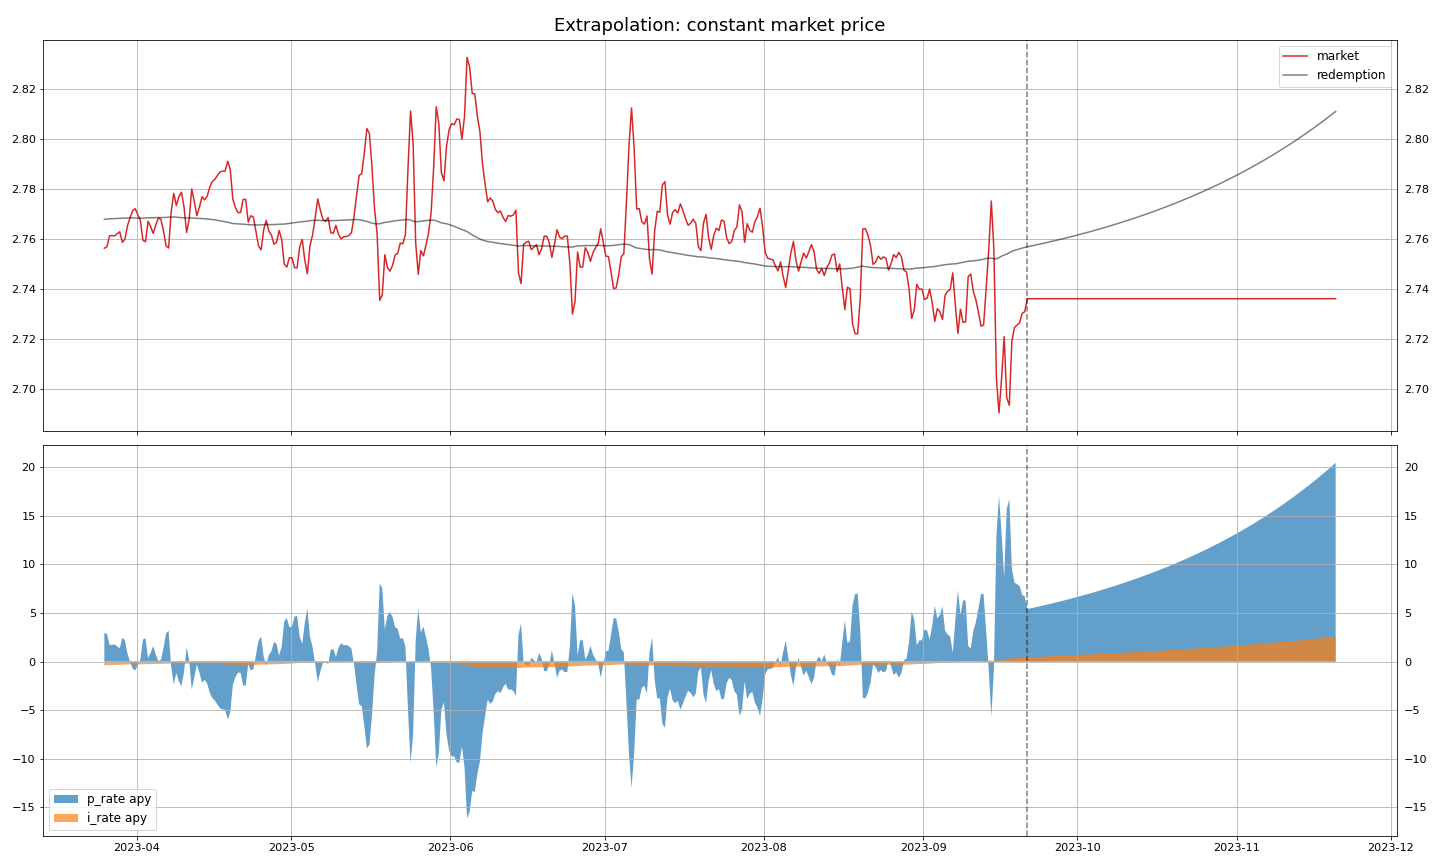 Extrapolation: constant market price
market
redemption
2.82 2.82
2.80 2.80
2.78 2.78
2.76 2.76
2.74 2.74
2.72 2.72
2.70 2.70
20 20
15 15
10 10
5 5
0 0
−5 −5
−10 −10
−15 −15
p_rate apy
i_rate apy
2023-04 2023-05 2023-06 2023-07 2023-08 2023-09 2023-10 2023-11 2023-12